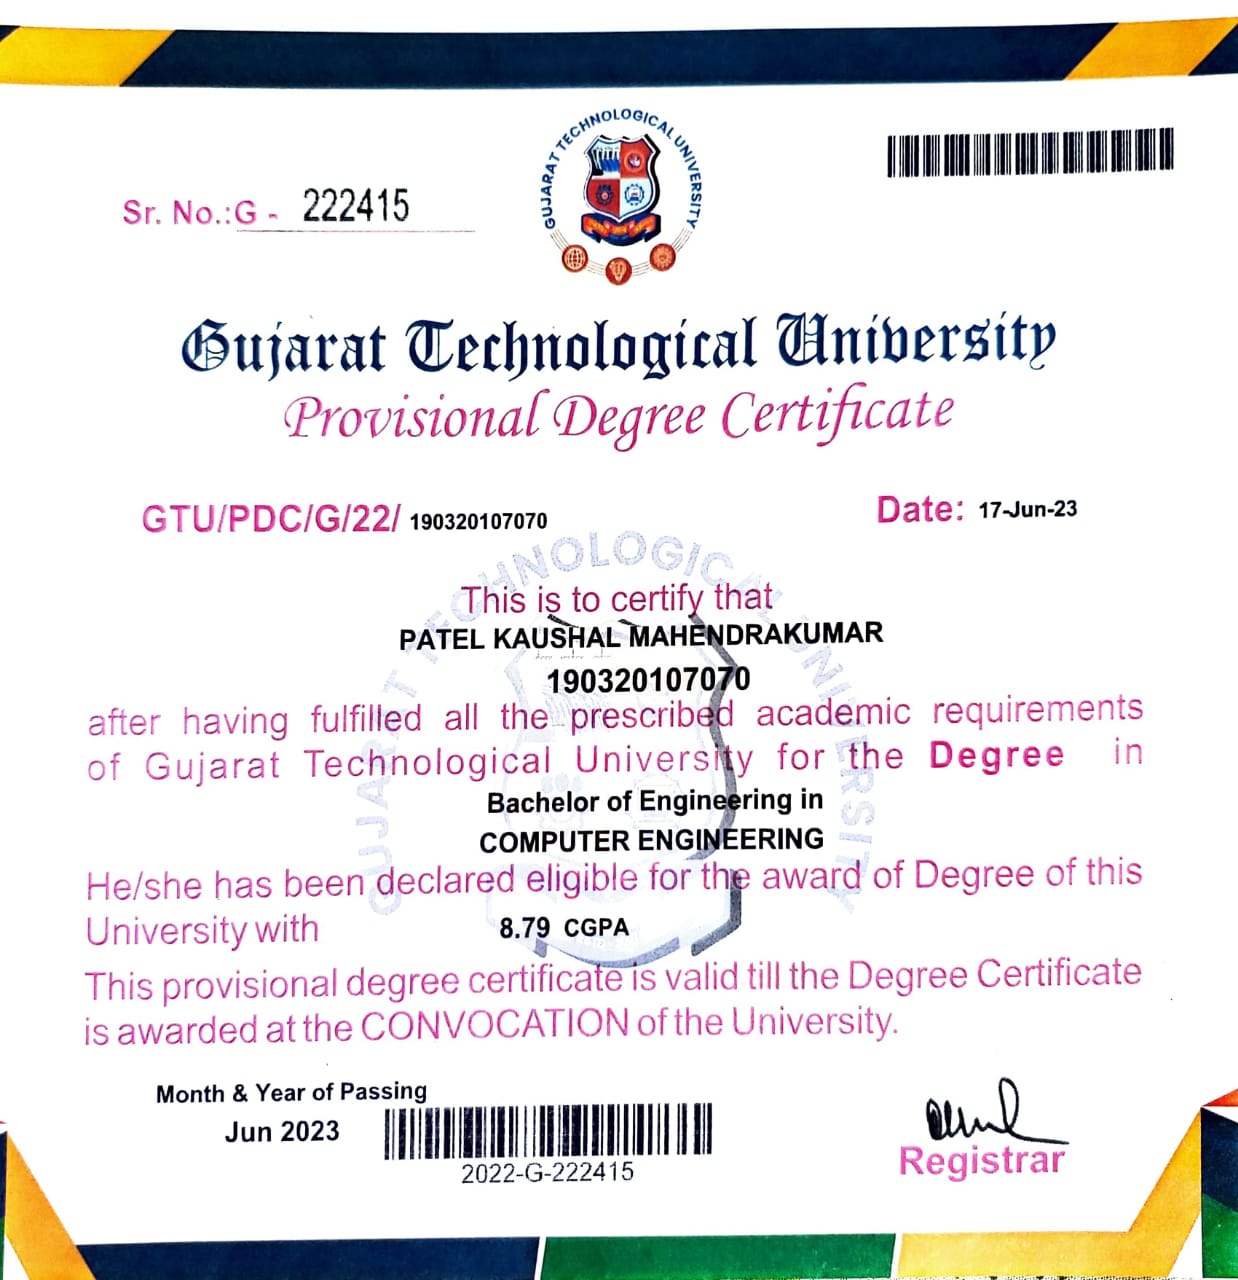 GUJARAT TECHNOLOGICAL UNIVERSITY
Sr. No.:G - 222415
Gujarat Technological University
Provisional Degree Certificate
GTU/PDC/G/22/ 190320107070
Date: 17-Jun-23
This is to certify that
PATEL KAUSHAL MAHENDRAKUMAR
190320107070
after having fulfilled all the prescribed academic requirements
of Gujarat Technological University for the Degree in
Bachelor of Engineering in
COMPUTER ENGINEERING
He/she has been declared eligible for the award of Degree of this
University with 8.79 CGPA
This provisional degree certificate is valid till the Degree Certificate
is awarded at the CONVOCATION of the University.
Month & Year of Passing
Jun 2023
2022-G-222415
Registrar
GUJARAT TECHNOLOGICAL UNIVERSITY